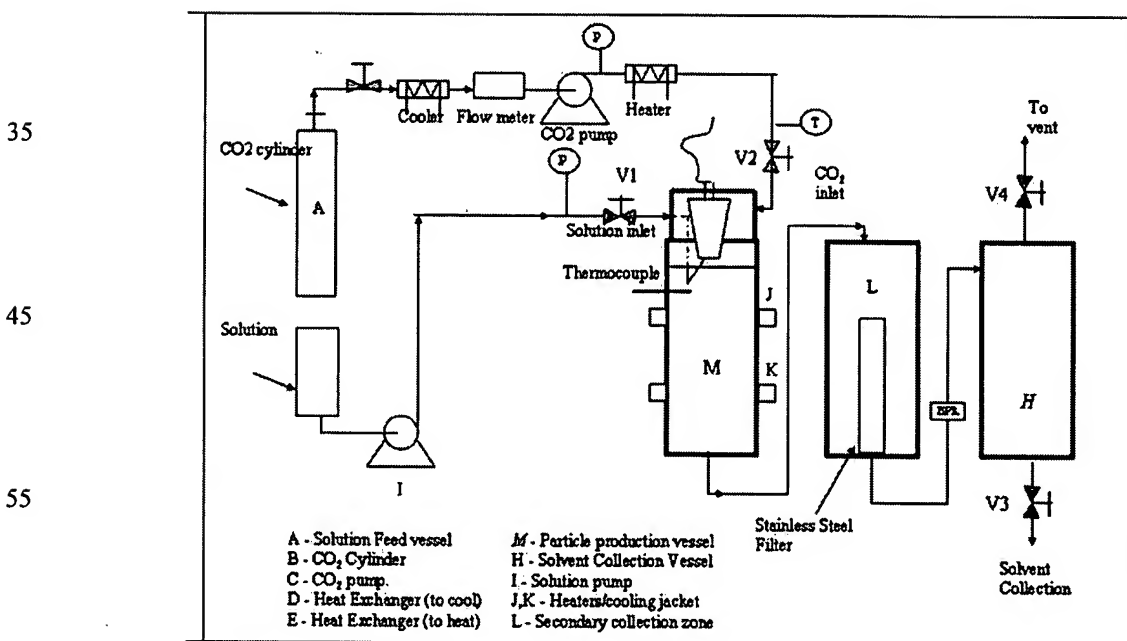 35
45
55
P
Cooler
Flow meter
CO2 pump
Heater
T
CO2 cylinder
A
P
V1
V2
CO₂
inlet
Solution inlet
To
vent
V4
Thermocouple
J
K
M
L
BPR
H
Solution
I
V3
Stainless Steel
Filter
Solvent
Collection
A - Solution Feed vessel
B - CO₂ Cylinder
C - CO₂ pump.
D - Heat Exchanger (to cool)
E - Heat Exchanger (to heat)
M - Particle production vessel
H - Solvent Collection Vessel
I - Solution pump
J,K - Heaters/cooling jacket
L - Secondary collection zone